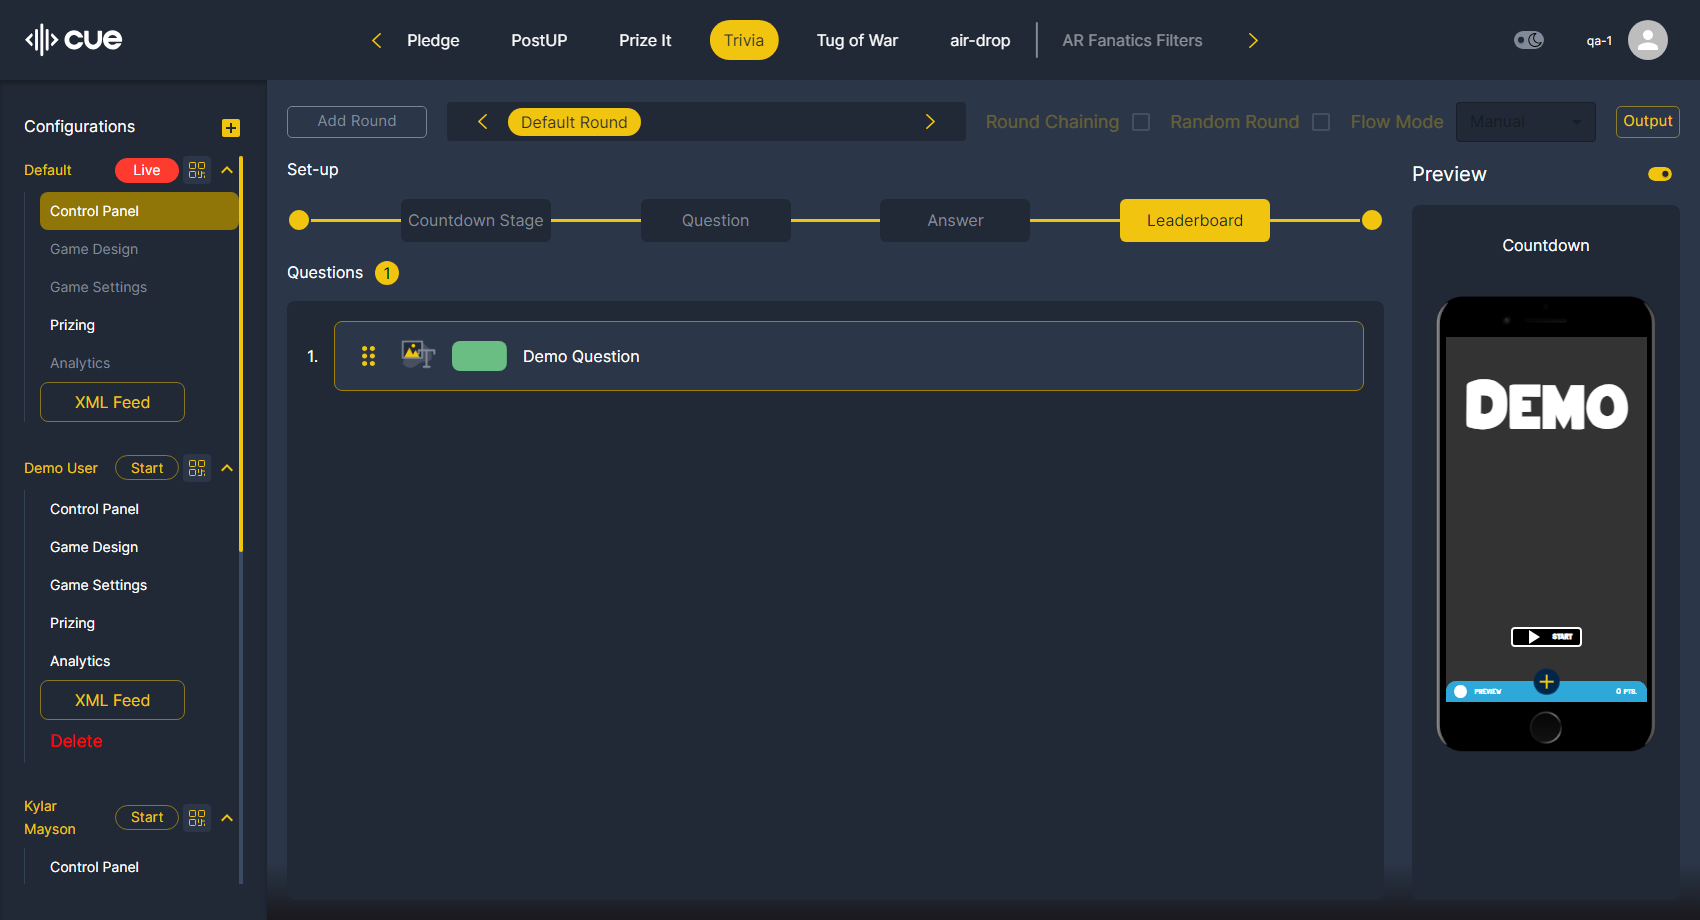 cue
Pledge
PostUP
Prize It
Trivia
Tug of War
air-drop
AR Fanatics Filters
qa-1
Configurations
Default
Live
Control Panel
Game Design
Game Settings
Prizing
Analytics
XML Feed
Demo User
Start
Control Panel
Game Design
Game Settings
Prizing
Analytics
XML Feed
Delete
Kylar
Mayson
Start
Control Panel
Add Round
Default Round
Round Chaining
Random Round
Flow Mode
Manual
Output
Set-up
Countdown Stage
Question
Answer
Leaderboard
Questions
1
1.
Demo Question
Preview
Countdown
DEMO
START
PREVIEW
0 PTS.